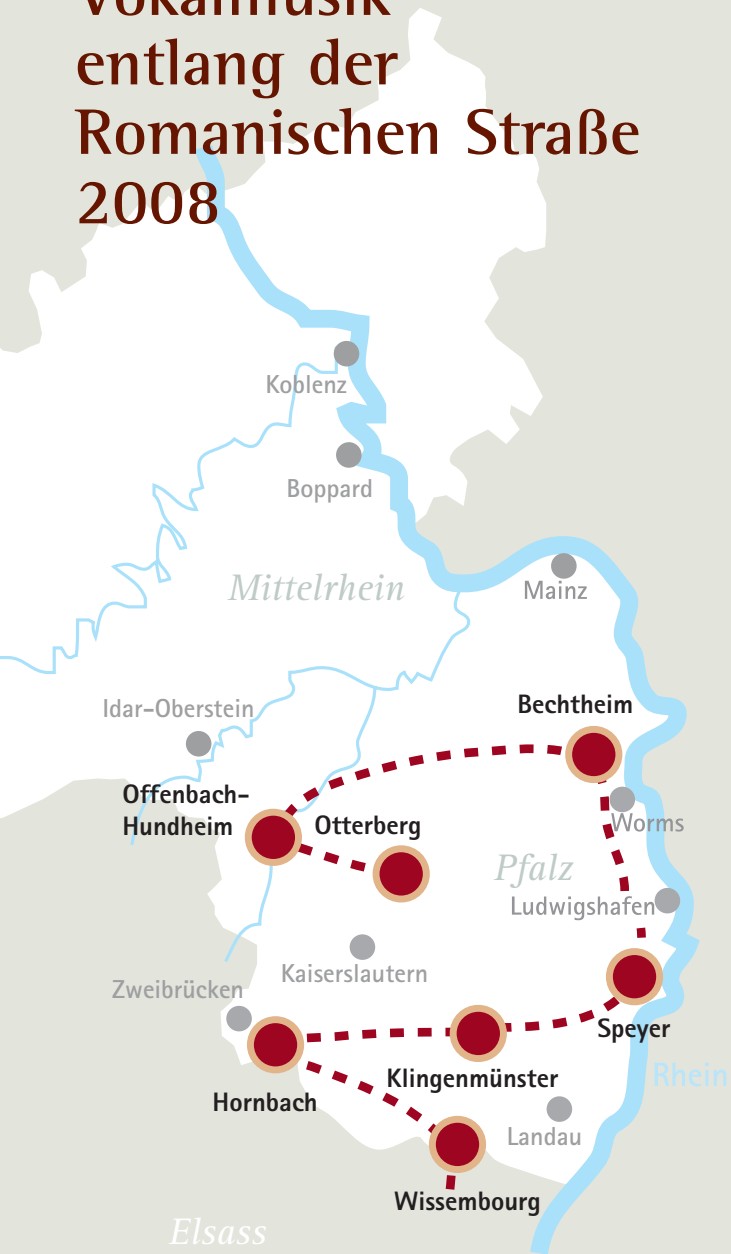 Vokalmusik
entlang der
Romanischen Straße
2008
Koblenz
Boppard
Mittelrhein
Mainz
Idar-Oberstein
Bechtheim
Offenbach-
Hundheim
Otterberg
Worms
Pfalz
Ludwigshafen
Kaiserslautern
Zweibrücken
Speyer
Klingenmünster
Rhein
Hornbach
Landau
Wissembourg
Elsass